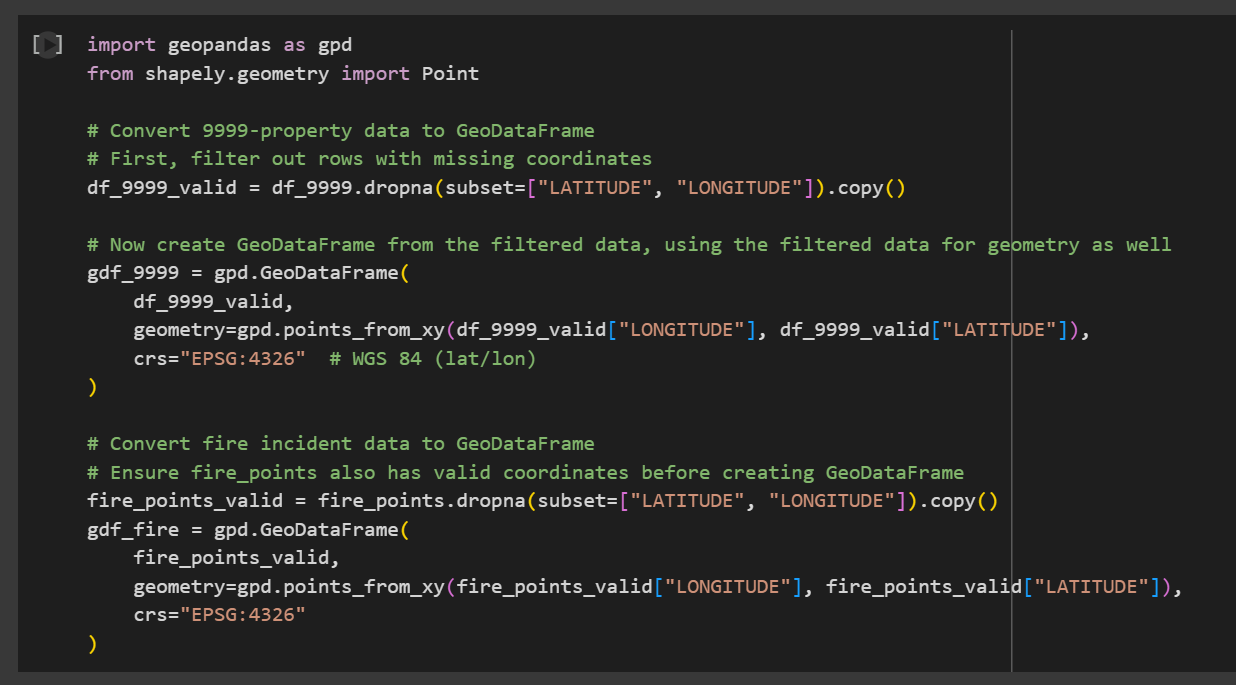 import geopandas as gpd
from shapely.geometry import Point

# Convert 9999-property data to GeoDataFrame
# First, filter out rows with missing coordinates
df_9999_valid = df_9999.dropna(subset=["LATITUDE", "LONGITUDE"]).copy()

# Now create GeoDataFrame from the filtered data, using the filtered data for geometry as well
gdf_9999 = gpd.GeoDataFrame(
    df_9999_valid,
    geometry=gpd.points_from_xy(df_9999_valid["LONGITUDE"], df_9999_valid["LATITUDE"]),
    crs="EPSG:4326"  # WGS 84 (lat/lon)
)

# Convert fire incident data to GeoDataFrame
# Ensure fire_points also has valid coordinates before creating GeoDataFrame
fire_points_valid = fire_points.dropna(subset=["LATITUDE", "LONGITUDE"]).copy()
gdf_fire = gpd.GeoDataFrame(
    fire_points_valid,
    geometry=gpd.points_from_xy(fire_points_valid["LONGITUDE"], fire_points_valid["LATITUDE"]),
    crs="EPSG:4326"
)